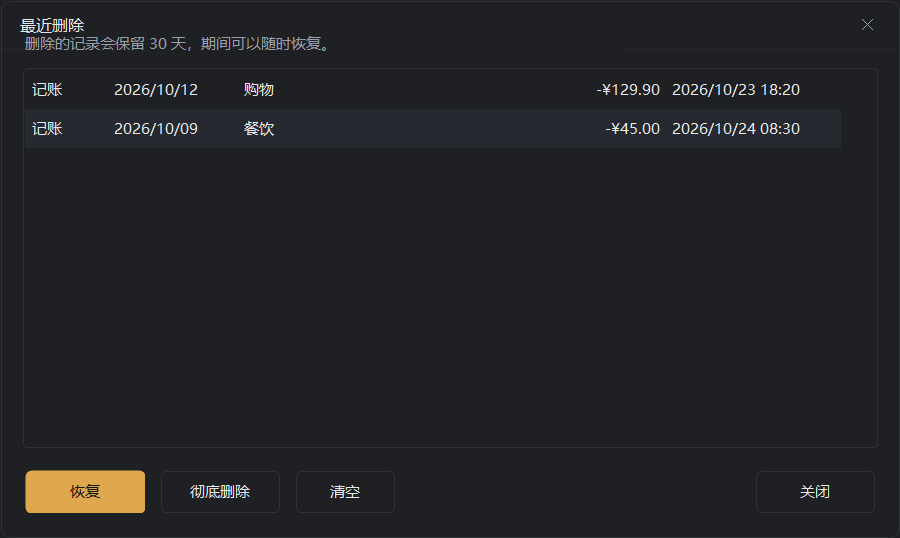 最近删除
删除的记录会保留 30 天，期间可以随时恢复。
记账 2026/10/12 购物 -¥129.90 2026/10/23 18:20
记账 2026/10/09 餐饮 -¥45.00 2026/10/24 08:30
恢复 彻底删除 清空 关闭